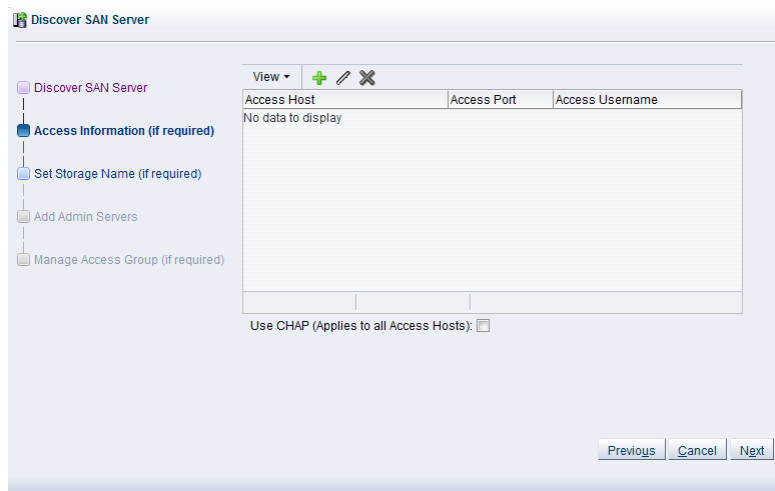 Discover SAN Server
Discover SAN Server
Access Information (if required)
Set Storage Name (if required)
Add Admin Servers
Manage Access Group (if required)
View
Access Host Access Port Access Username
No data to display
Use CHAP (Applies to all Access Hosts):
Previous Cancel Next